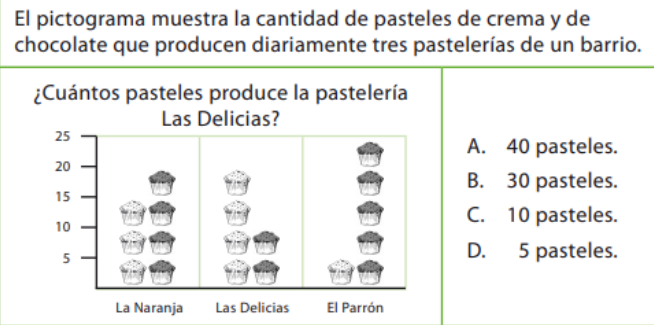 El pictograma muestra la cantidad de pasteles de crema y de
chocolate que producen diariamente tres pastelerías de un barrio.
¿Cuántos pasteles produce la pastelería
Las Delicias?
25
20
15
10
5
La Naranja
Las Delicias
El Parrón
A. 40 pasteles.
B. 30 pasteles.
C. 10 pasteles.
D. 5 pasteles.